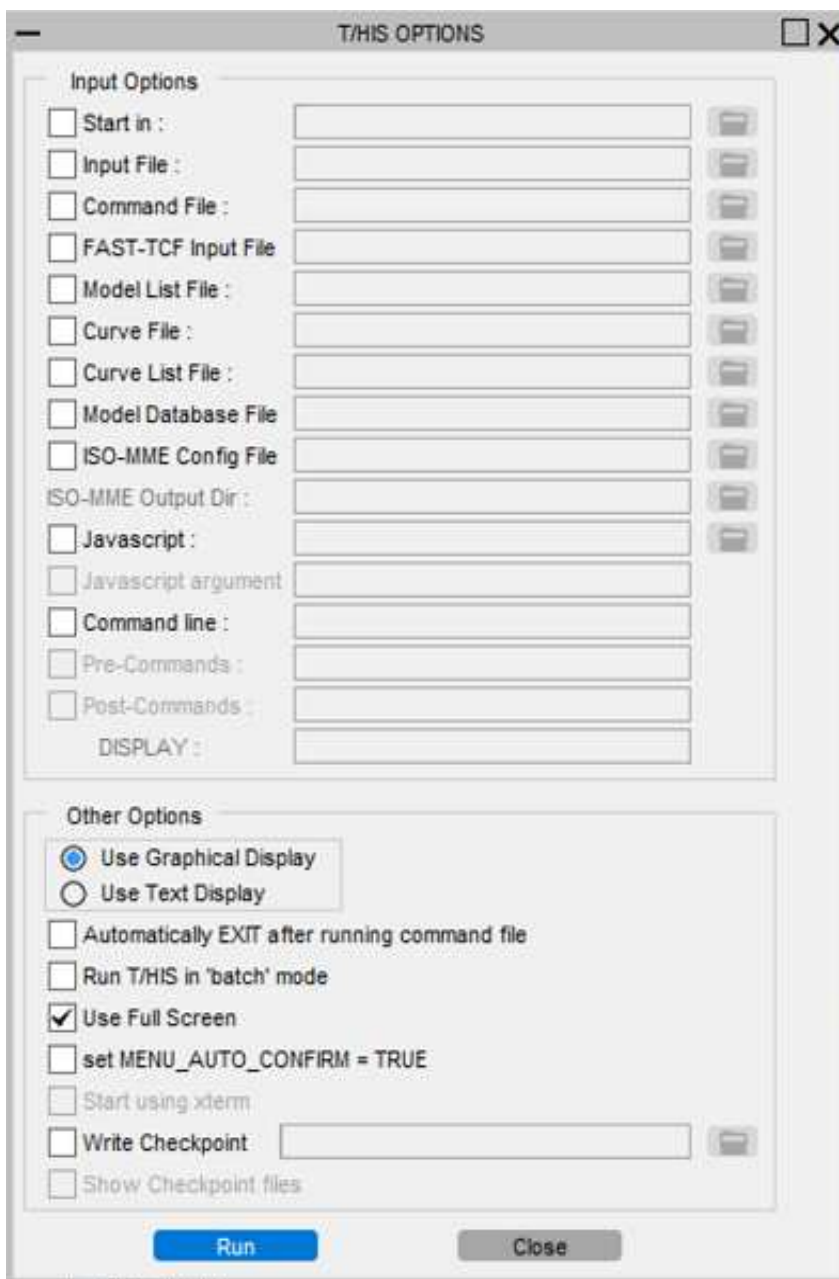 T/HIS OPTIONS
Input Options
Start in :
Input File :
Command File :
FAST-TCF Input File
Model List File :
Curve File :
Curve List File :
Model Database File
ISO-MME Config File
ISO-MME Output Dir :
Javascript :
Javascript argument
Command line :
Pre-Commands :
Post-Commands :
DISPLAY :
Other Options
Use Graphical Display
Use Text Display
Automatically EXIT after running command file
Run T/HIS in 'batch' mode
Use Full Screen
set MENU_AUTO_CONFIRM = TRUE
Start using xterm
Write Checkpoint
Show Checkpoint files
Run Close